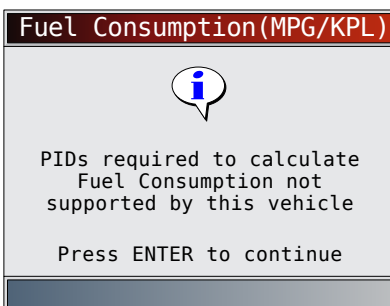 Fuel Consumption(MPG/KPL)
PIDs required to calculate
Fuel Consumption not
supported by this vehicle
Press ENTER to continue